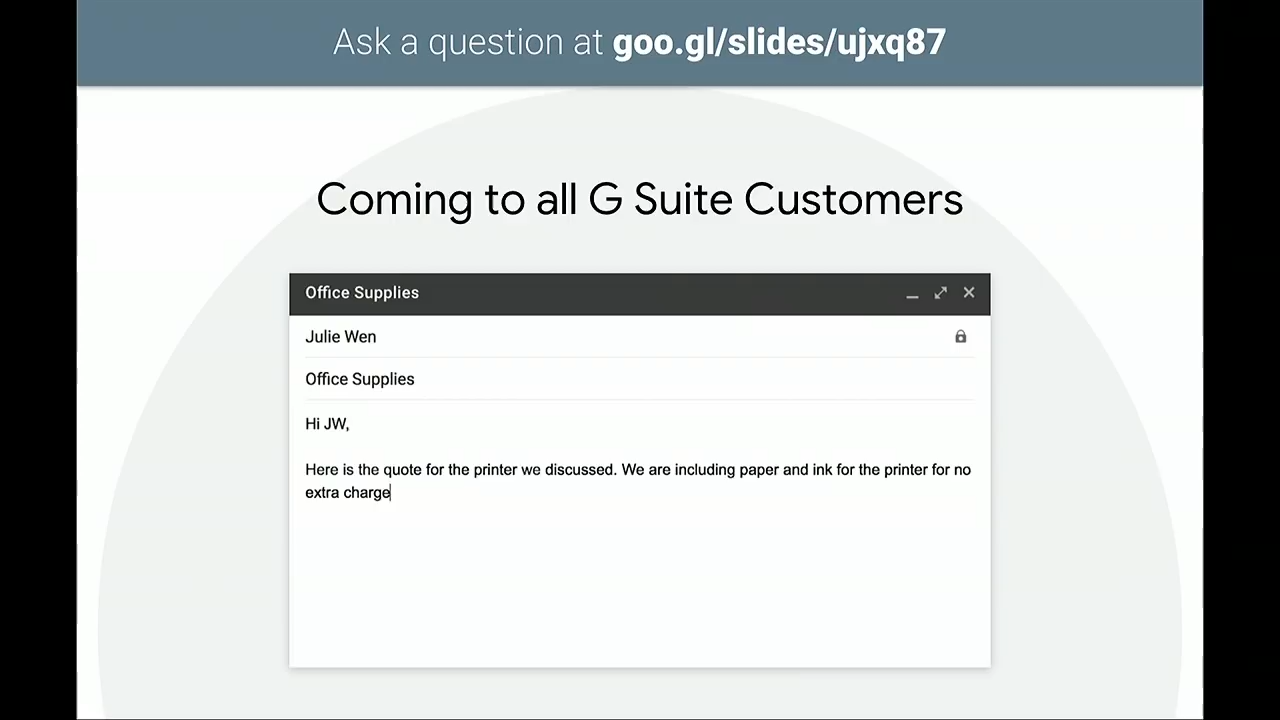 Ask a question at goo.gl/slides/ujxq87
Coming to all G Suite Customers
Office Supplies
Julie Wen
Office Supplies
Hi JW,
Here is the quote for the printer we discussed. We are including paper and ink for the printer for no
extra charge